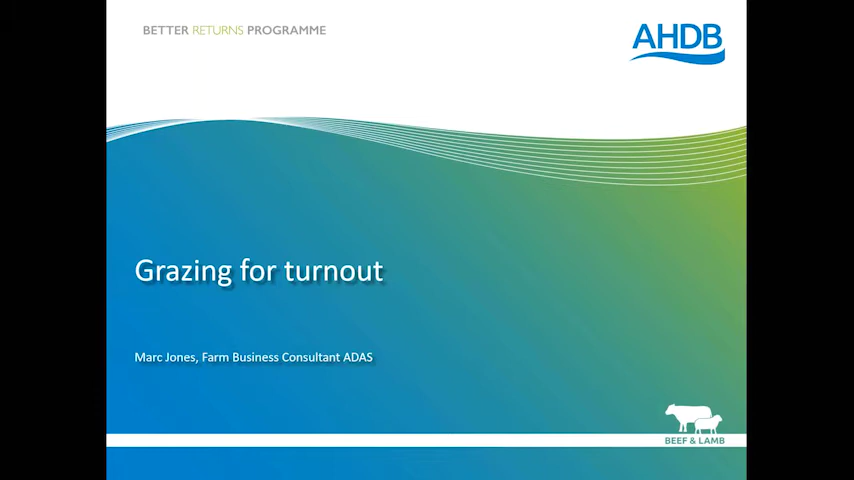 BETTER RETURNS PROGRAMME
AHDB
Grazing for turnout
Marc Jones, Farm Business Consultant ADAS
BEEF & LAMB